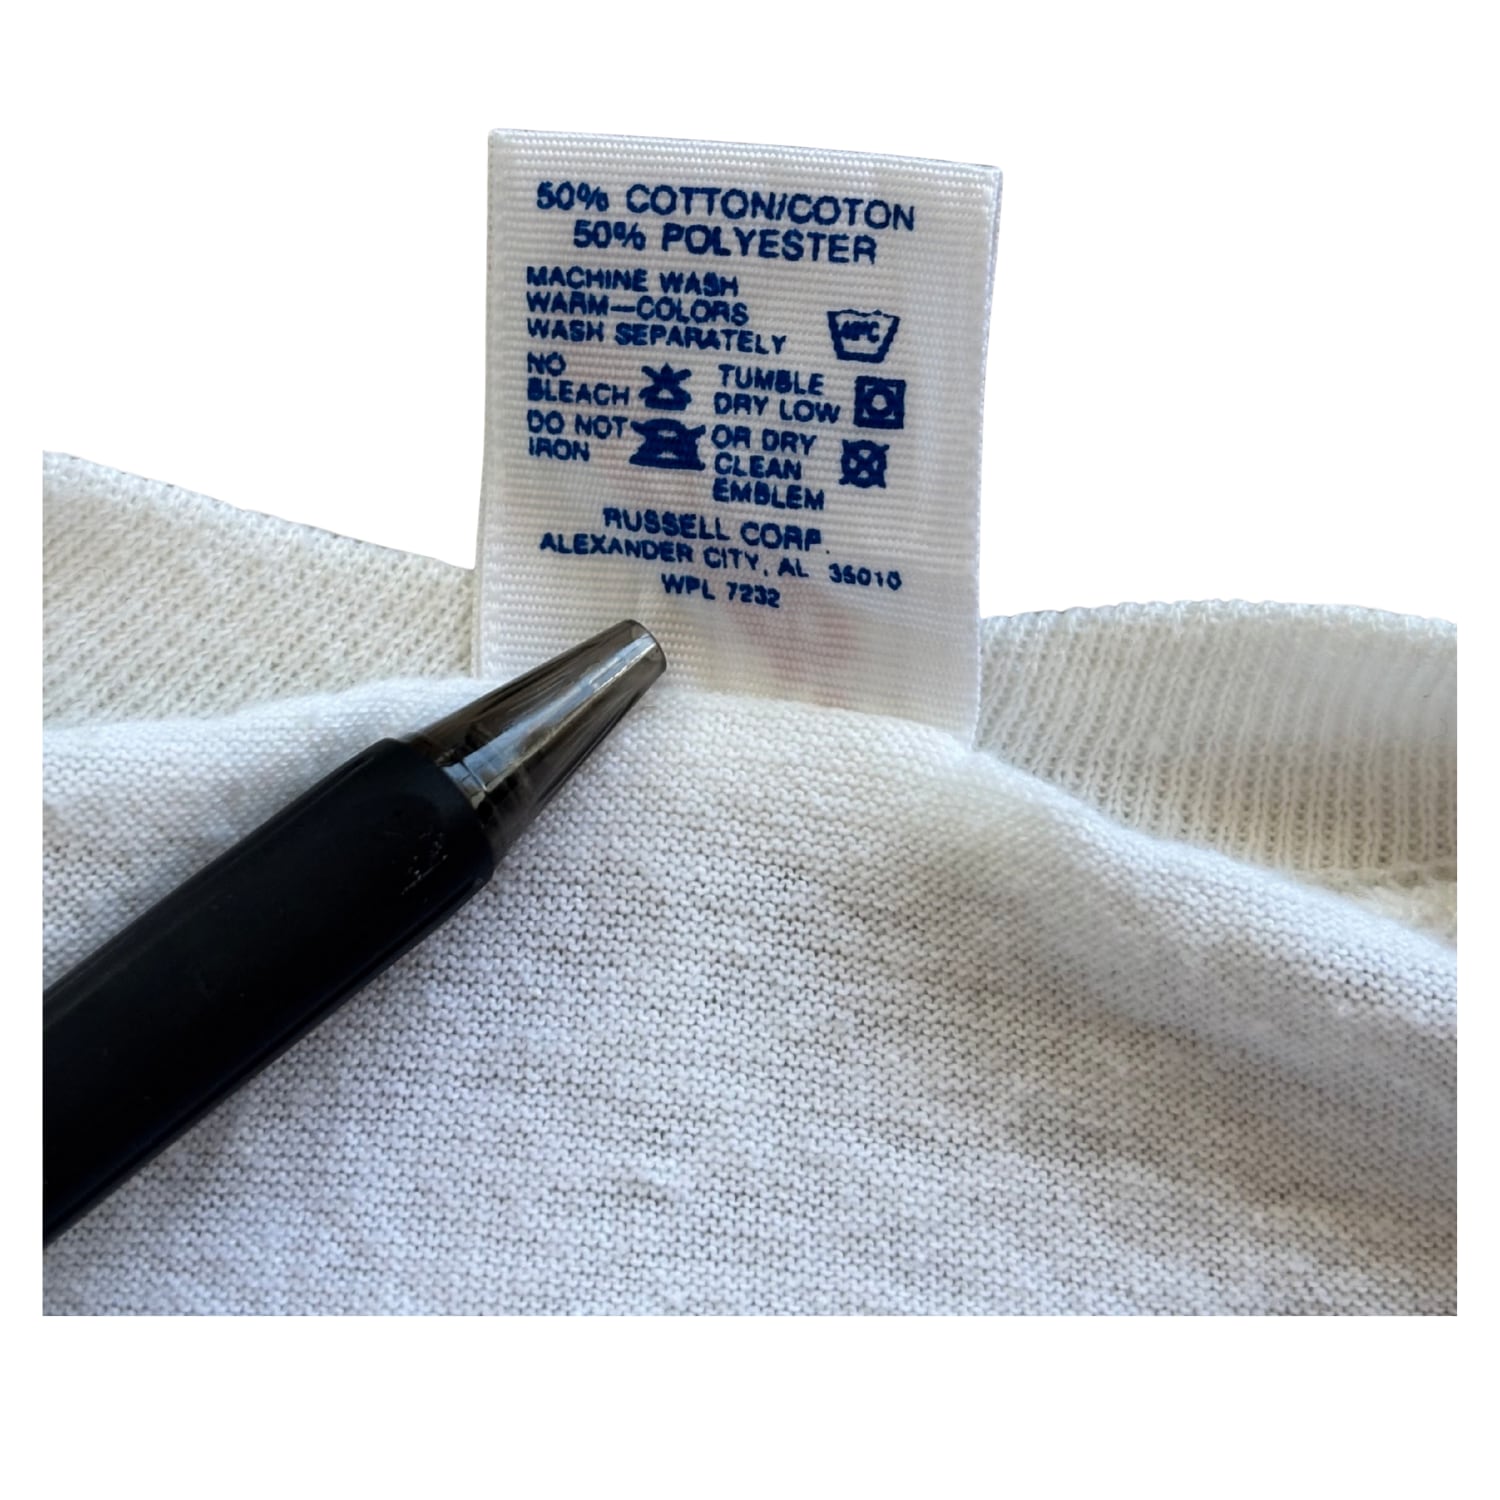 50% COTTON/COTON
50% POLYESTER
MACHINE WASH
WARM—COLORS
WASH SEPARATELY
40°C
NO
BLEACH
TUMBLE
DRY LOW
DO NOT
IRON
OR DRY
CLEAN
EMBLEM
RUSSELL CORP.
ALEXANDER CITY, AL 35010
WPL 7232